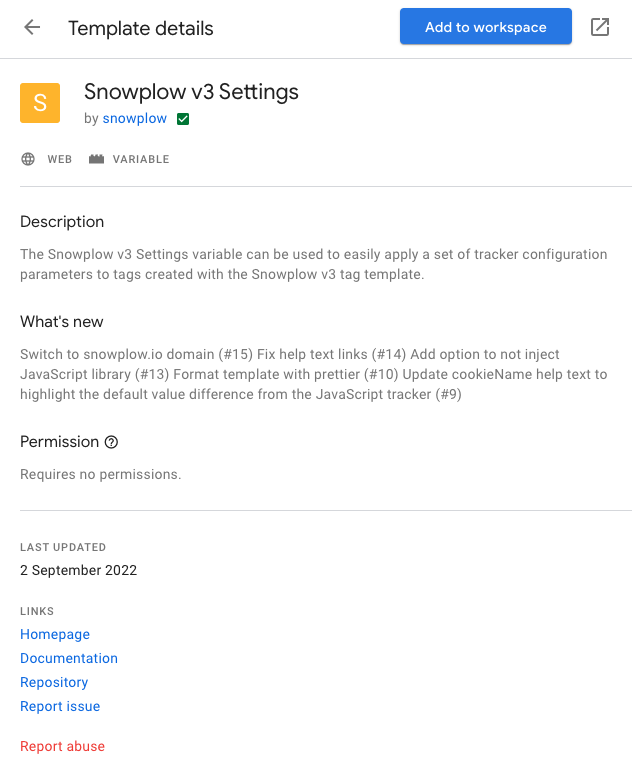 Template details
Add to workspace
S
Snowplow v3 Settings
by snowplow
WEB
VARIABLE
Description
The Snowplow v3 Settings variable can be used to easily apply a set of tracker configuration
parameters to tags created with the Snowplow v3 tag template.
What's new
Switch to snowplow.io domain (#15) Fix help text links (#14) Add option to not inject
JavaScript library (#13) Format template with prettier (#10) Update cookieName help text to
highlight the default value difference from the JavaScript tracker (#9)
Permission
Requires no permissions.
LAST UPDATED
2 September 2022
LINKS
Homepage
Documentation
Repository
Report issue
Report abuse